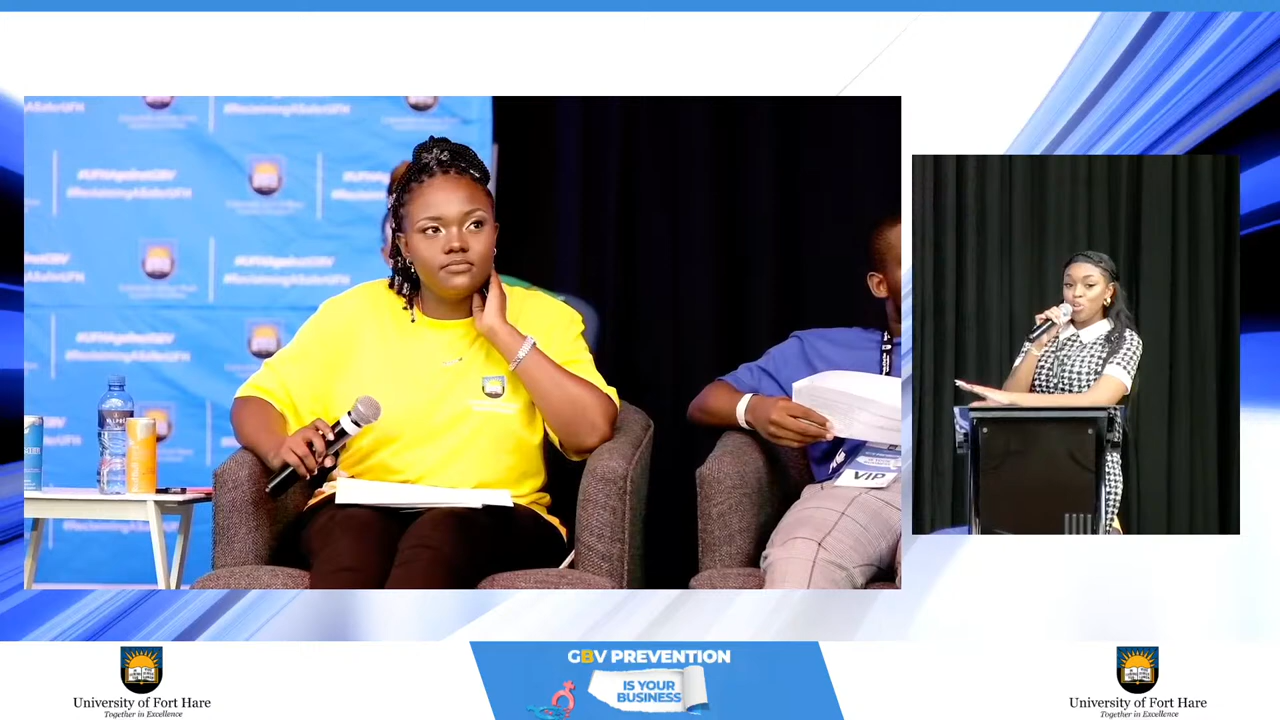 #UFHAgainstGBV
#ReclaimingASaferUFH
VIP
University of Fort Hare
Together in Excellence
GBV PREVENTION
IS YOUR
BUSINESS
University of Fort Hare
Together in Excellence